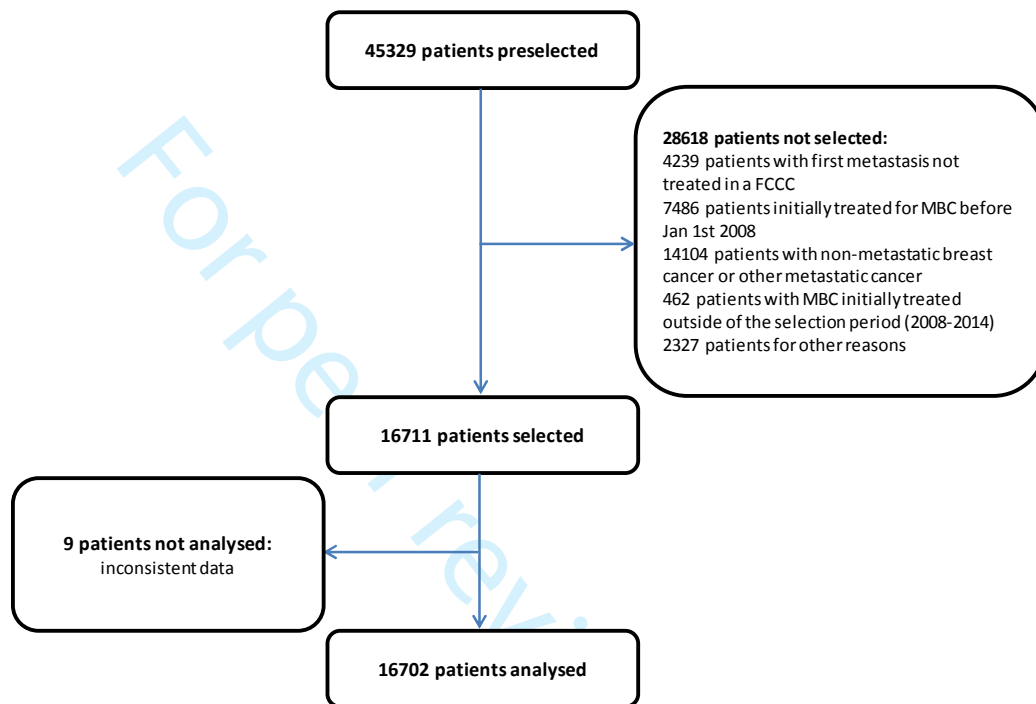 45329 patients preselected
28618 patients not selected:
4239 patients with first metastasis not
treated in a FCCC
7486 patients initially treated for MBC before
Jan 1st 2008
14104 patients with non-metastatic breast
cancer or other metastatic cancer
462 patients with MBC initially treated
outside of the selection period (2008-2014)
2327 patients for other reasons
16711 patients selected
9 patients not analysed:
inconsistent data
16702 patients analysed
For peer revi